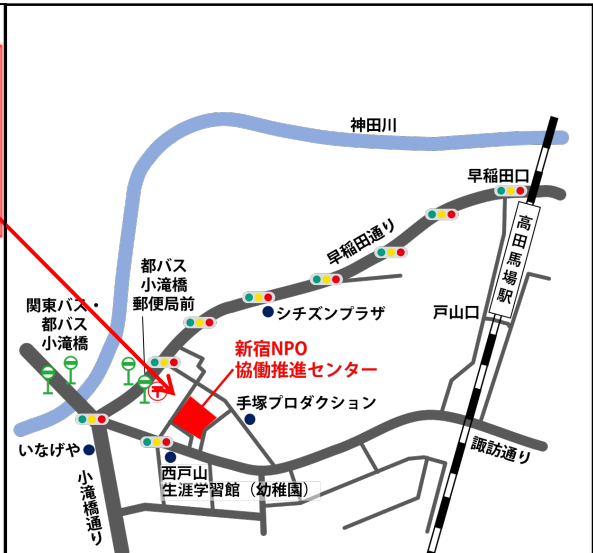 神田川
早稲田口
早稲田通り
高田馬場駅
都バス
小滝橋
郵便局前
関東バス・
都バス
小滝橋
シチズンプラザ
戸山口
新宿NPO
協働推進センター
手塚プロダクション
いなげや
西戸山
生涯学習館（幼稚園）
諏訪通り
小滝橋通り